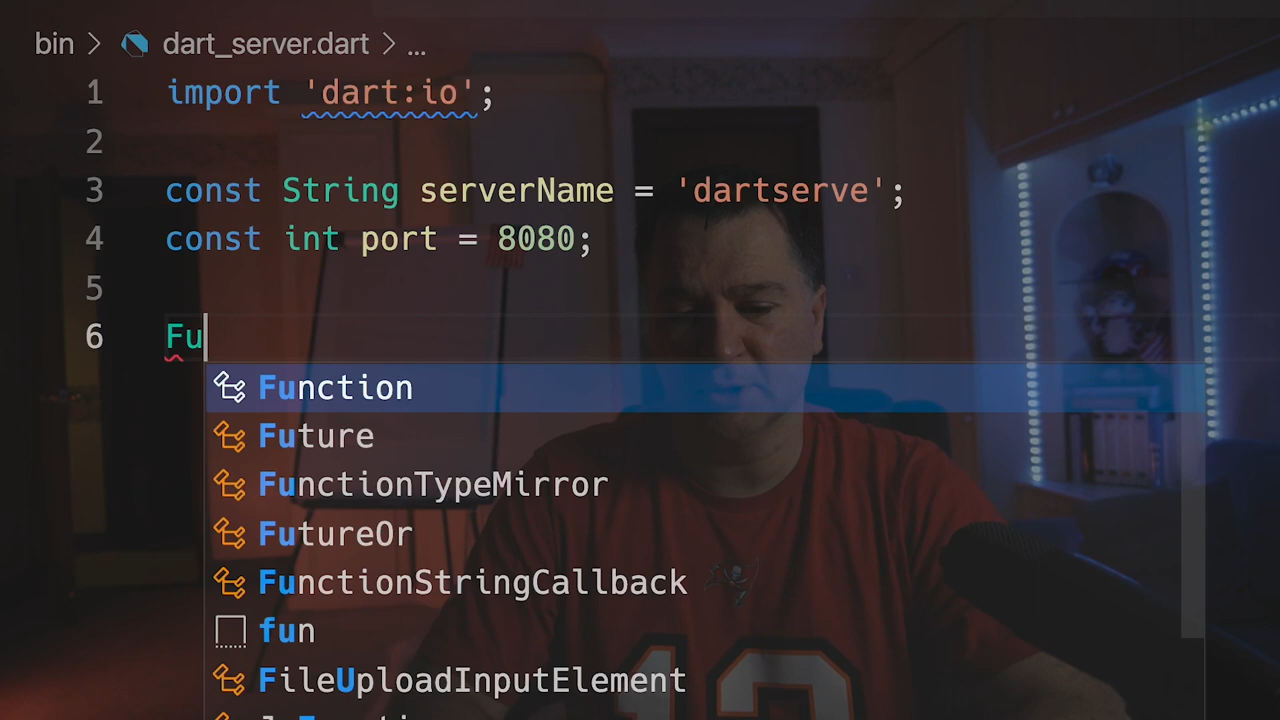 bin > dart_server.dart > ...
1 import 'dart:io';
2
3 const String serverName = 'dartserve';
4 const int port = 8080;
5
6 Fu
Function
Future
FunctionTypeMirror
FutureOr
FunctionStringCallback
fun
FileUploadInputElement
12